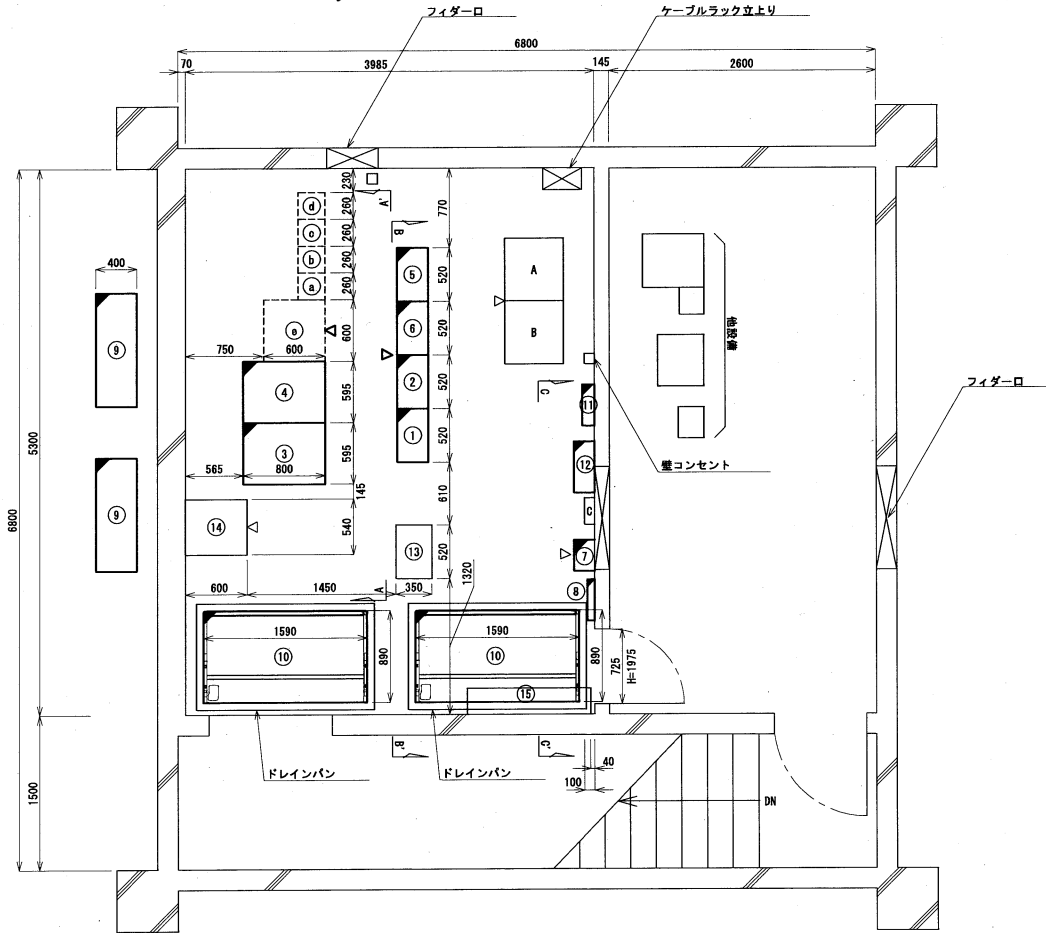 フィダーロ
ケーブルラック立上り
6800
70
3985
145
2600
230
A'
770
d
260
B
c
260
b
260
5
520
A
400
a
260
6
520
B
他設備
e
600
9
750
600
2
520
C
フィダーロ
4
595
11
1
520
5300
3
595
12
壁コンセント
565
800
610
145
C
6800
9
14
540
13
520
7
1320
8
600
1450
A
350
1590
890
1590
890
725
H=1975
10
10
15
B'
C'
40
ドレインパン
ドレインパン
100
1500
DN